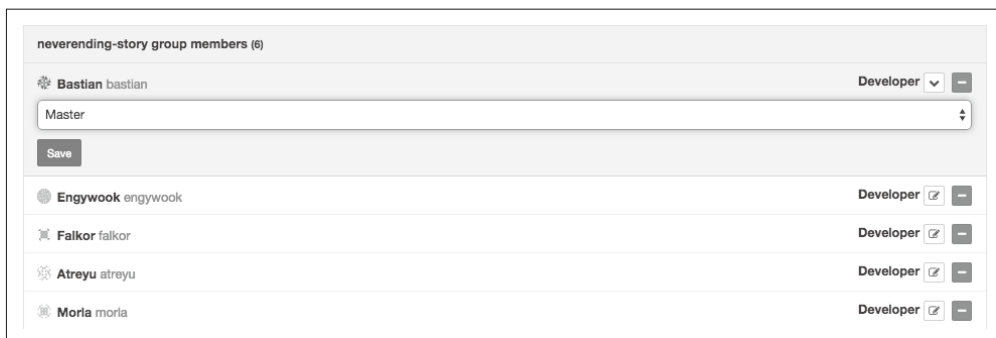 neverending-story group members (6)
Bastian bastian Developer
Master
Save
Engywook engywook Developer
Falkor falkor Developer
Atreyu atreyu Developer
Morla morla Developer